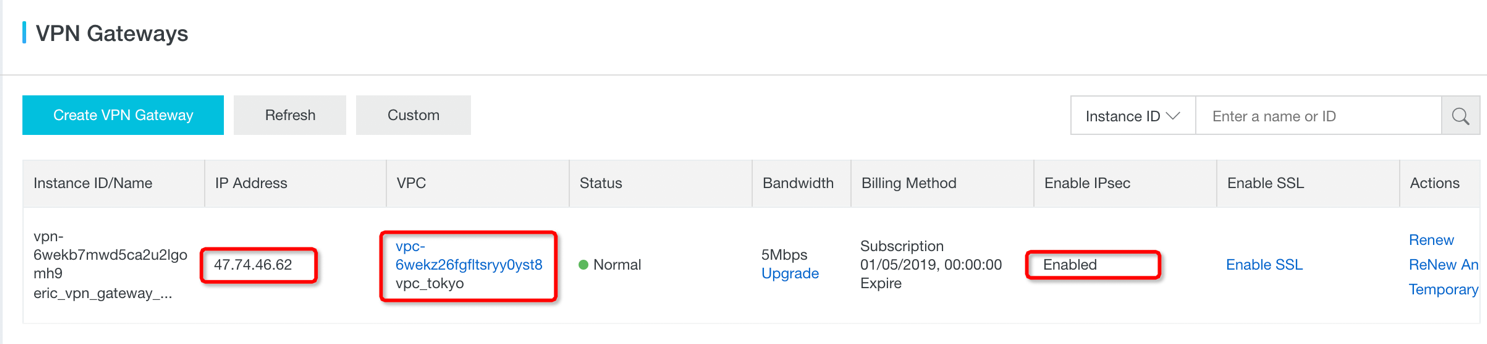 VPN Gateways
Create VPN Gateway
Refresh
Custom
Instance ID
Enter a name or ID
Instance ID/Name
IP Address
VPC
Status
Bandwidth
Billing Method
Enable IPsec
Enable SSL
Actions
vpn-
6wekb7mwd5ca2u2lgo
mh9
eric_vpn_gateway_...
47.74.46.62
vpc-
6wekz26fgfltsryy0yst8
vpc_tokyo
Normal
5Mbps
Upgrade
Subscription
01/05/2019, 00:00:00
Expire
Enabled
Enable SSL
Renew
ReNew An
Temporary